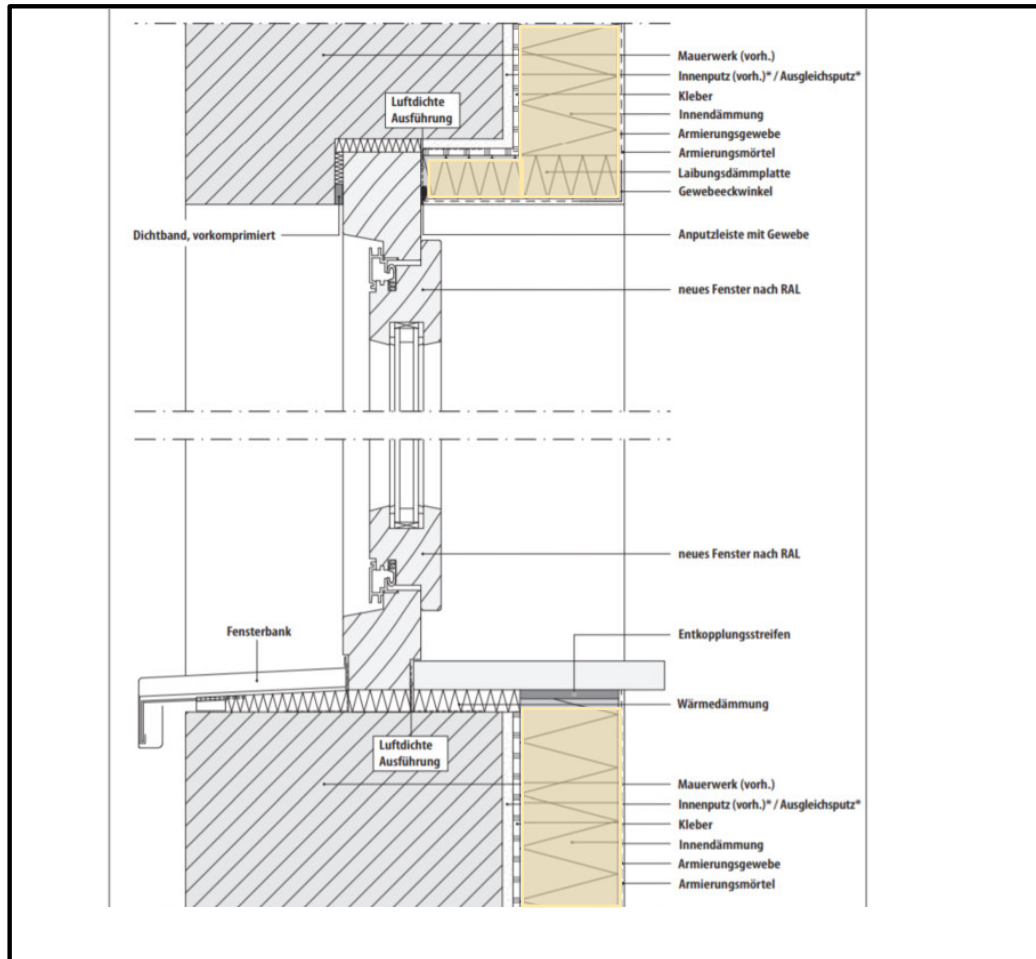 Mauerwerk (vorh.)
Innenputz (vorh.)* / Ausgleichsputz*
Kleber
Innendämmung
Armierungsgewebe
Armierungsmörtel
Laibungsdämmplatte
Gewebeeckwinkel
Luftdichte
Ausführung
Dichtband, vorkomprimiert
Anputzleiste mit Gewebe
neues Fenster nach RAL
neues Fenster nach RAL
Entkopplungsstreifen
Fensterbank
Wärmedämmung
Luftdichte
Ausführung
Mauerwerk (vorh.)
Innenputz (vorh.)* / Ausgleichsputz*
Kleber
Innendämmung
Armierungsgewebe
Armierungsmörtel